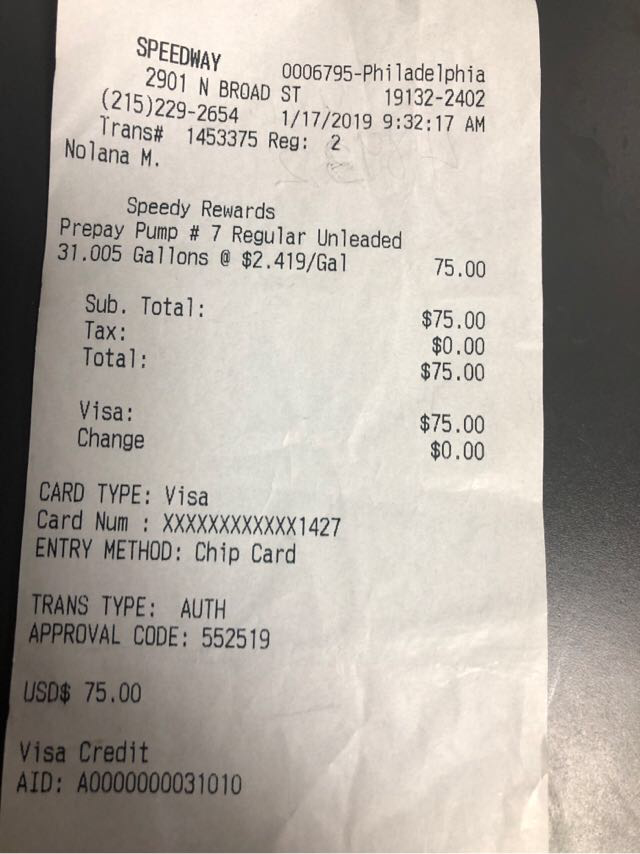 SPEEDWAY 0006795-Philadelphia
2901 N BROAD ST 19132-2402
(215)229-2654 1/17/2019 9:32:17 AM
Trans# 1453375 Reg: 2
Nolana M.
Speedy Rewards
Prepay Pump # 7 Regular Unleaded
31.005 Gallons @ $2.419/Gal 75.00
Sub. Total: $75.00
Tax: $0.00
Total: $75.00
Visa: $75.00
Change $0.00
CARD TYPE: Visa
Card Num : XXXXXXXXXXXX1427
ENTRY METHOD: Chip Card
TRANS TYPE: AUTH
APPROVAL CODE: 552519
USD$ 75.00
Visa Credit
AID: A0000000031010